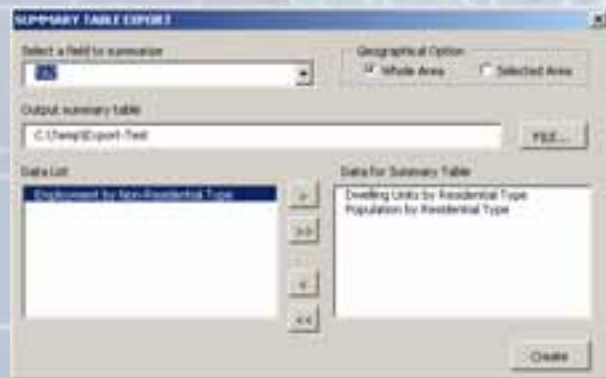 SUMMARY TABLE EXPORT
Select a field to summarize
Geographical Option
Whole Area
Selected Area
Output summary table
C:\Temp\Export-Test
FILE...
Data List
Data for Summary Table
Employment by Non-Residential Type
>
Dwelling Units by Residential Type
Population by Residential Type
>>
<
<<
Create